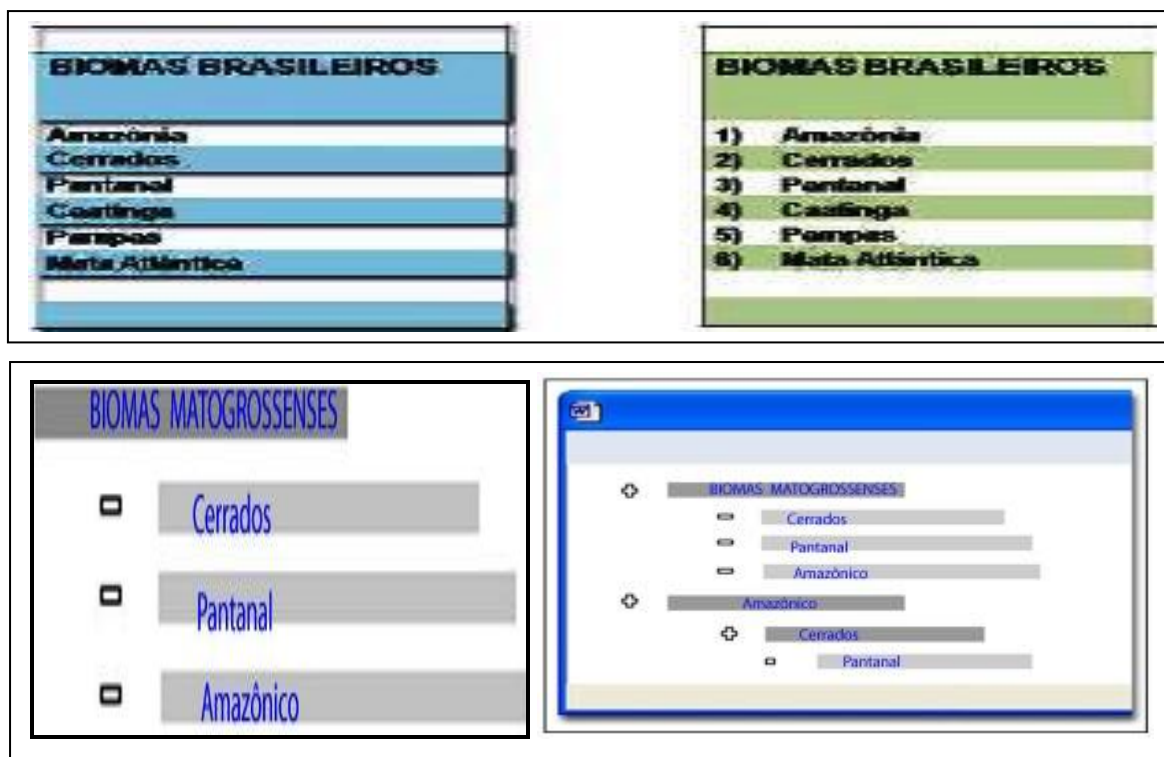 BIOMAS BRASILEIROS
Amazônia
Cerrados
Pantanal
Caatinga
Pampas
Mata Atlântica
BIOMAS BRASILEIROS
1) Amazônia
2) Cerrados
3) Pantanal
4) Caatinga
5) Pampas
6) Mata Atlântica
BIOMAS MATOGROSSENSES
Cerrados
Pantanal
Amazônico
W
BIOMAS MATOGROSSENSES
Cerrados
Pantanal
Amazônico
Amazônico
Cerrados
Pantanal